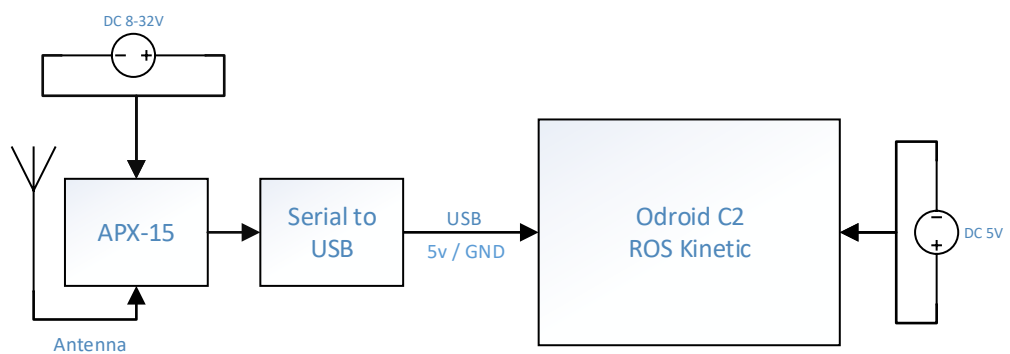 DC 8-32V
− +
APX-15
Serial to
USB
USB
5v / GND
Odroid C2
ROS Kinetic
−
+
DC 5V
Antenna